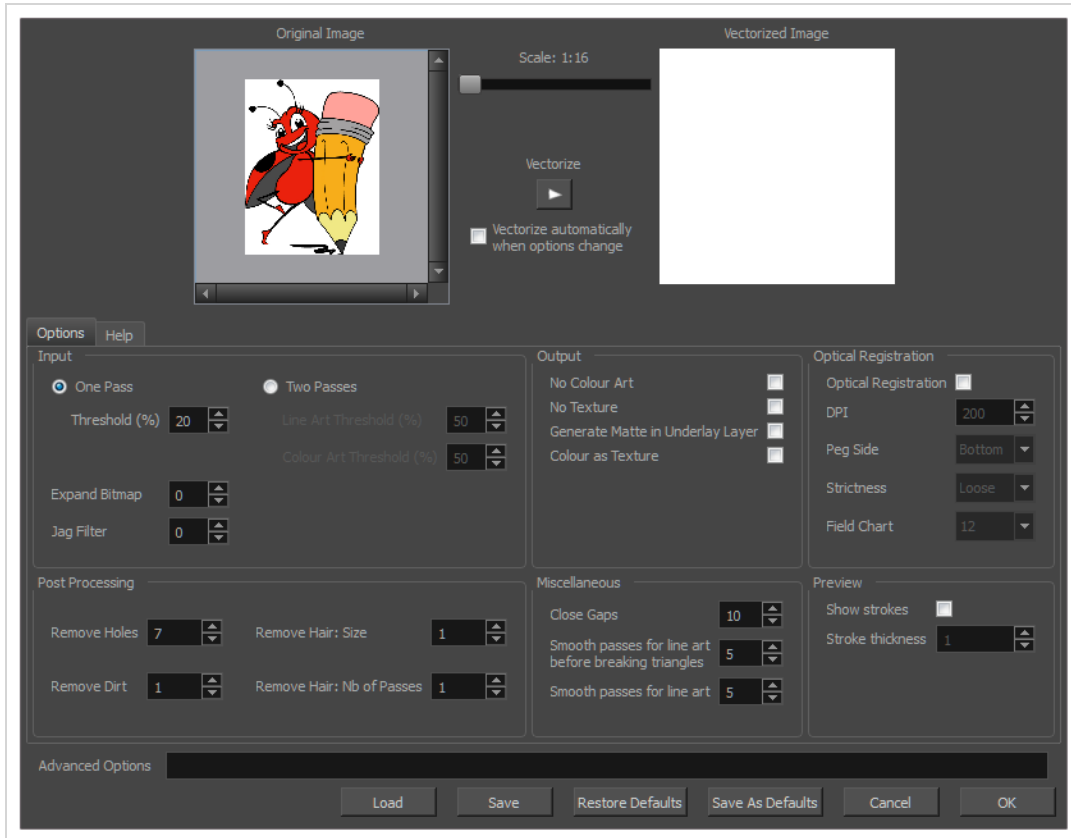 Original Image
Vectorized Image
Scale: 1:16
Vectorize
Vectorize automatically
when options change
Options
Help
Input
One Pass
Two Passes
Threshold (%) 20
Line Art Threshold (%) 50
Colour Art Threshold (%) 50
Expand Bitmap 0
Jag Filter 0
Output
No Colour Art
No Texture
Generate Matte in Underlay Layer
Colour as Texture
Optical Registration
Optical Registration
DPI 200
Peg Side Bottom
Strictness Loose
Field Chart 12
Post Processing
Remove Holes 7
Remove Hair: Size 1
Remove Dirt 1
Remove Hair: Nb of Passes 1
Miscellaneous
Close Gaps 10
Smooth passes for line art
before breaking triangles 5
Smooth passes for line art 5
Preview
Show strokes
Stroke thickness 1
Advanced Options
Load
Save
Restore Defaults
Save As Defaults
Cancel
OK